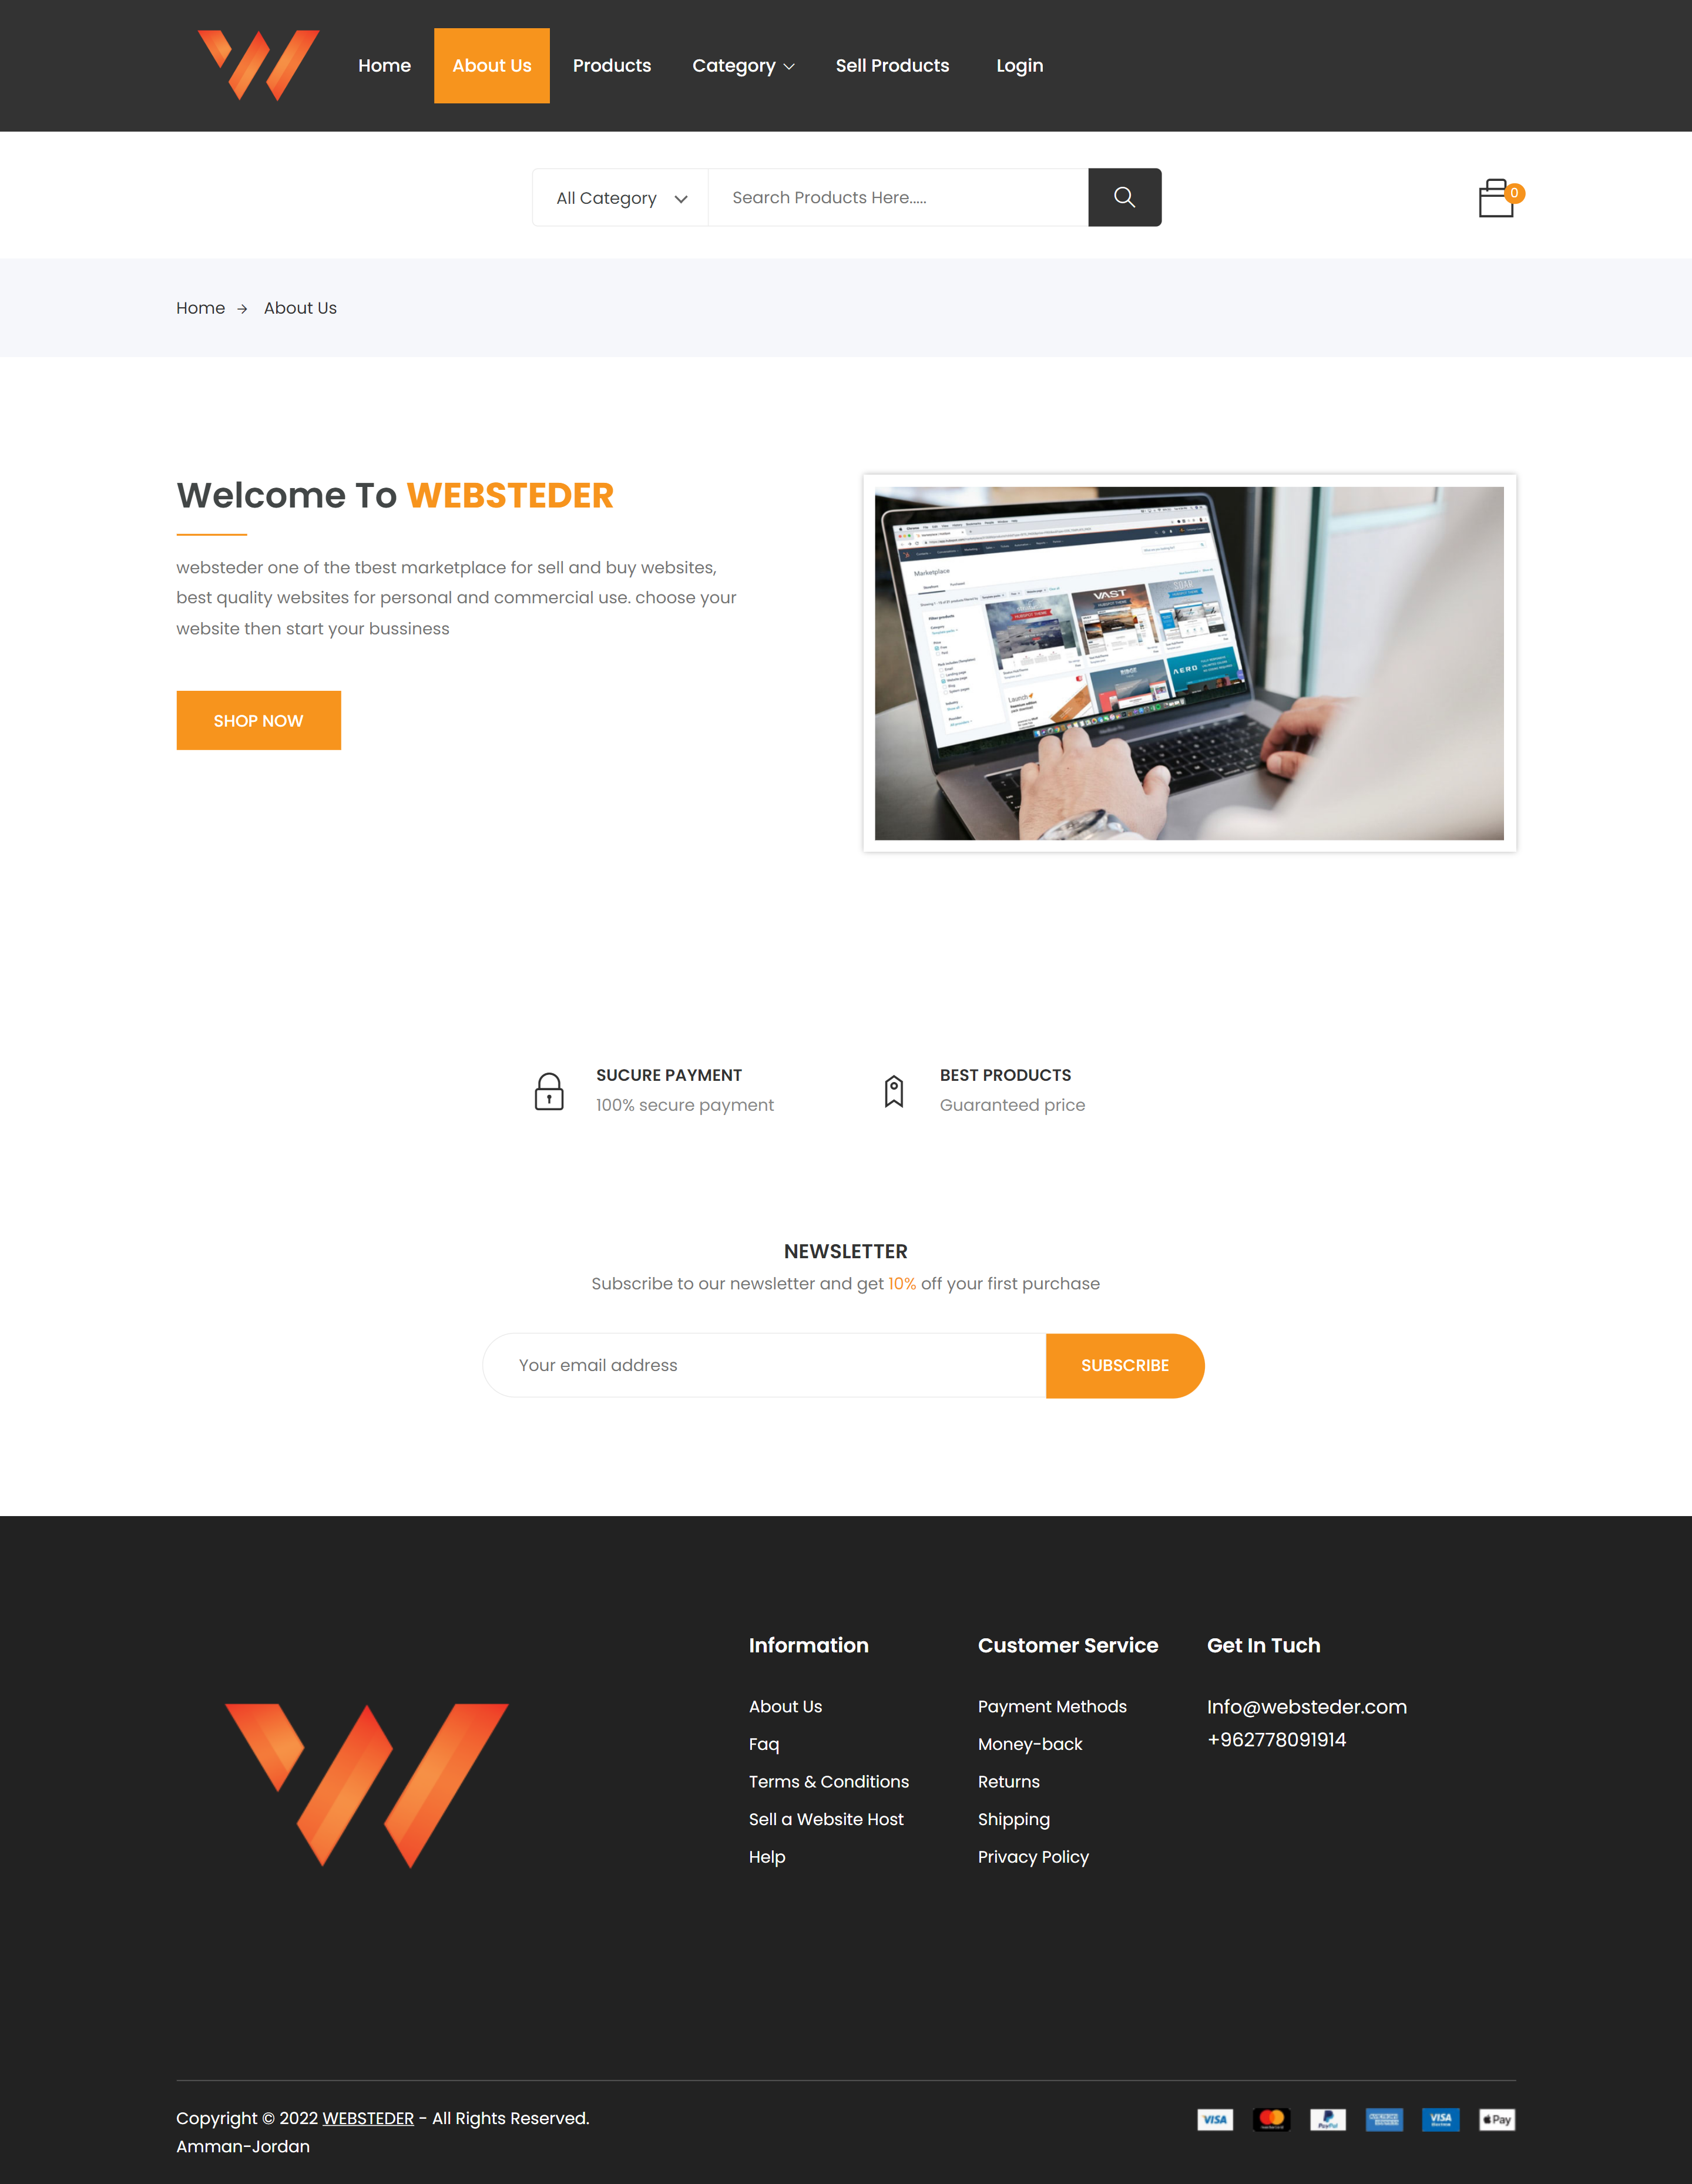 Home About Us Products Category Sell Products Login
All Category Search Products Here.....
0
Home → About Us
Welcome To WEBSTEDER
websteder one of the tbest marketplace for sell and buy websites,
best quality websites for personal and commercial use. choose your
website then start your bussiness
SHOP NOW
Marketplace
VAST
AERO
Launch
SUCURE PAYMENT
100% secure payment
BEST PRODUCTS
Guaranteed price
NEWSLETTER
Subscribe to our newsletter and get 10% off your first purchase
Your email address SUBSCRIBE
Information
About Us
Faq
Terms & Conditions
Sell a Website Host
Help
Customer Service
Payment Methods
Money-back
Returns
Shipping
Privacy Policy
Get In Tuch
Info@websteder.com
+962778091914
Copyright © 2022 WEBSTEDER - All Rights Reserved.
Amman-Jordan
VISA PayPal VISA Pay